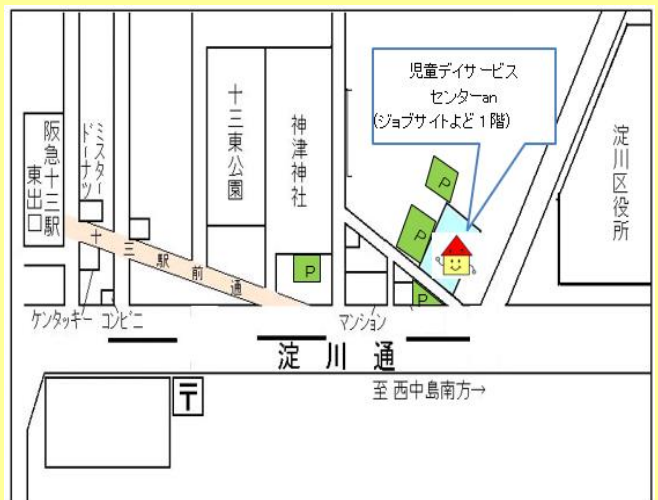 児童デイサービス
センターan
(ジョブサイトよど1階)
阪急十三駅
東出口
ミスター
ドーナツ
十三東公園
神津神社
淀川区役所
P
P
P
P
十三駅前通
ケンタッキー
コンビニ
マンション
淀川通
〒
至 西中島南方→